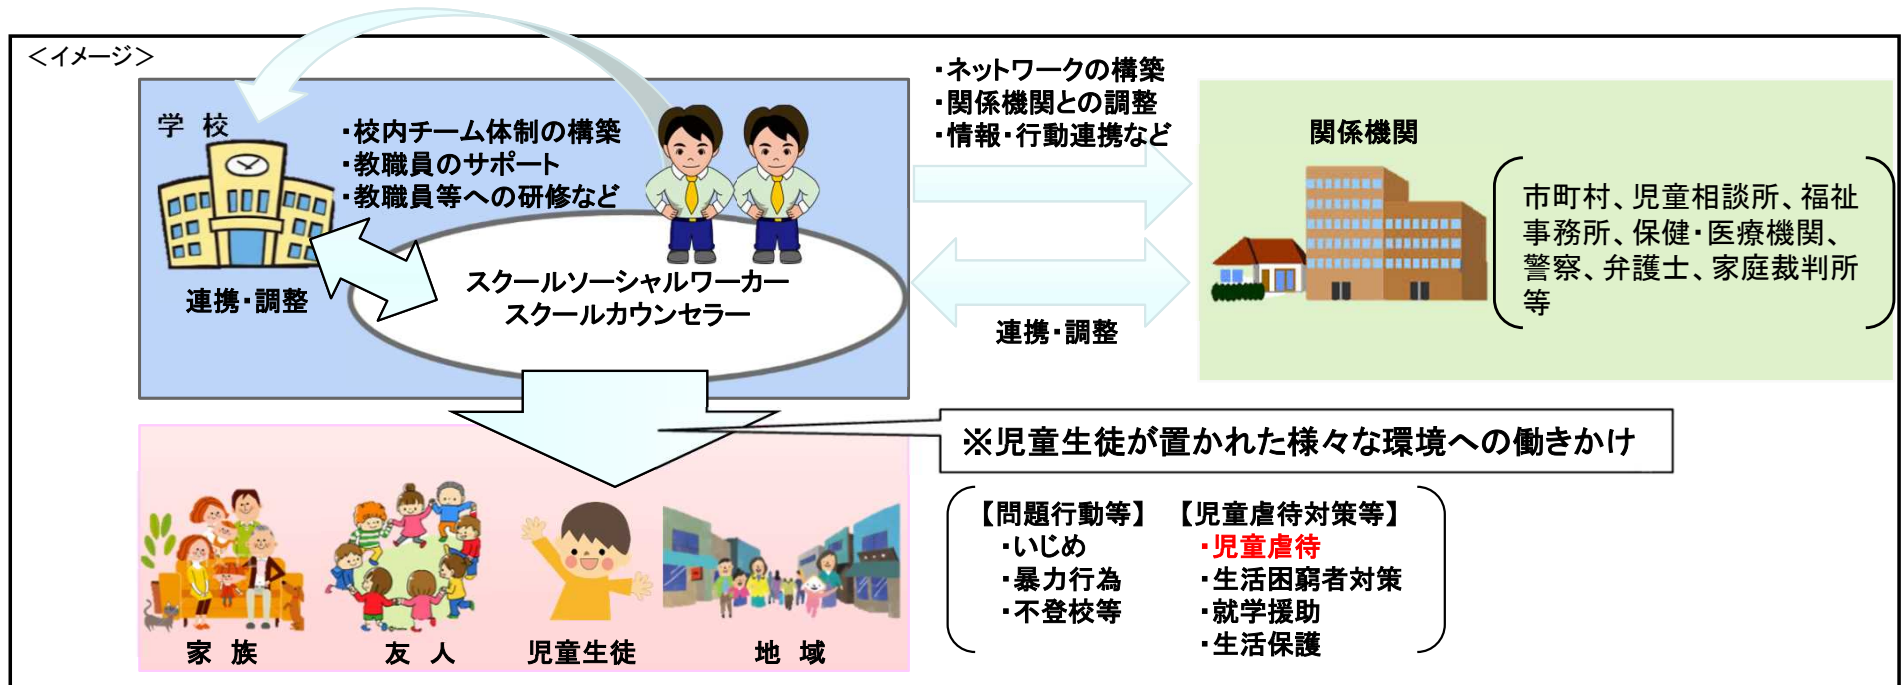 ＜イメージ＞
学 校
・校内チーム体制の構築
・教職員のサポート
・教職員等への研修など
連携・調整
スクールソーシャルワーカー
スクールカウンセラー
・ネットワークの構築
・関係機関との調整
・情報・行動連携など
連携・調整
関係機関
市町村、児童相談所、福祉
事務所、保健・医療機関、
警察、弁護士、家庭裁判所
等
※児童生徒が置かれた様々な環境への働きかけ
【問題行動等】
・いじめ
・暴力行為
・不登校等
【児童虐待対策等】
・児童虐待
・生活困窮者対策
・就学援助
・生活保護
家 族
友 人
児童生徒
地 域